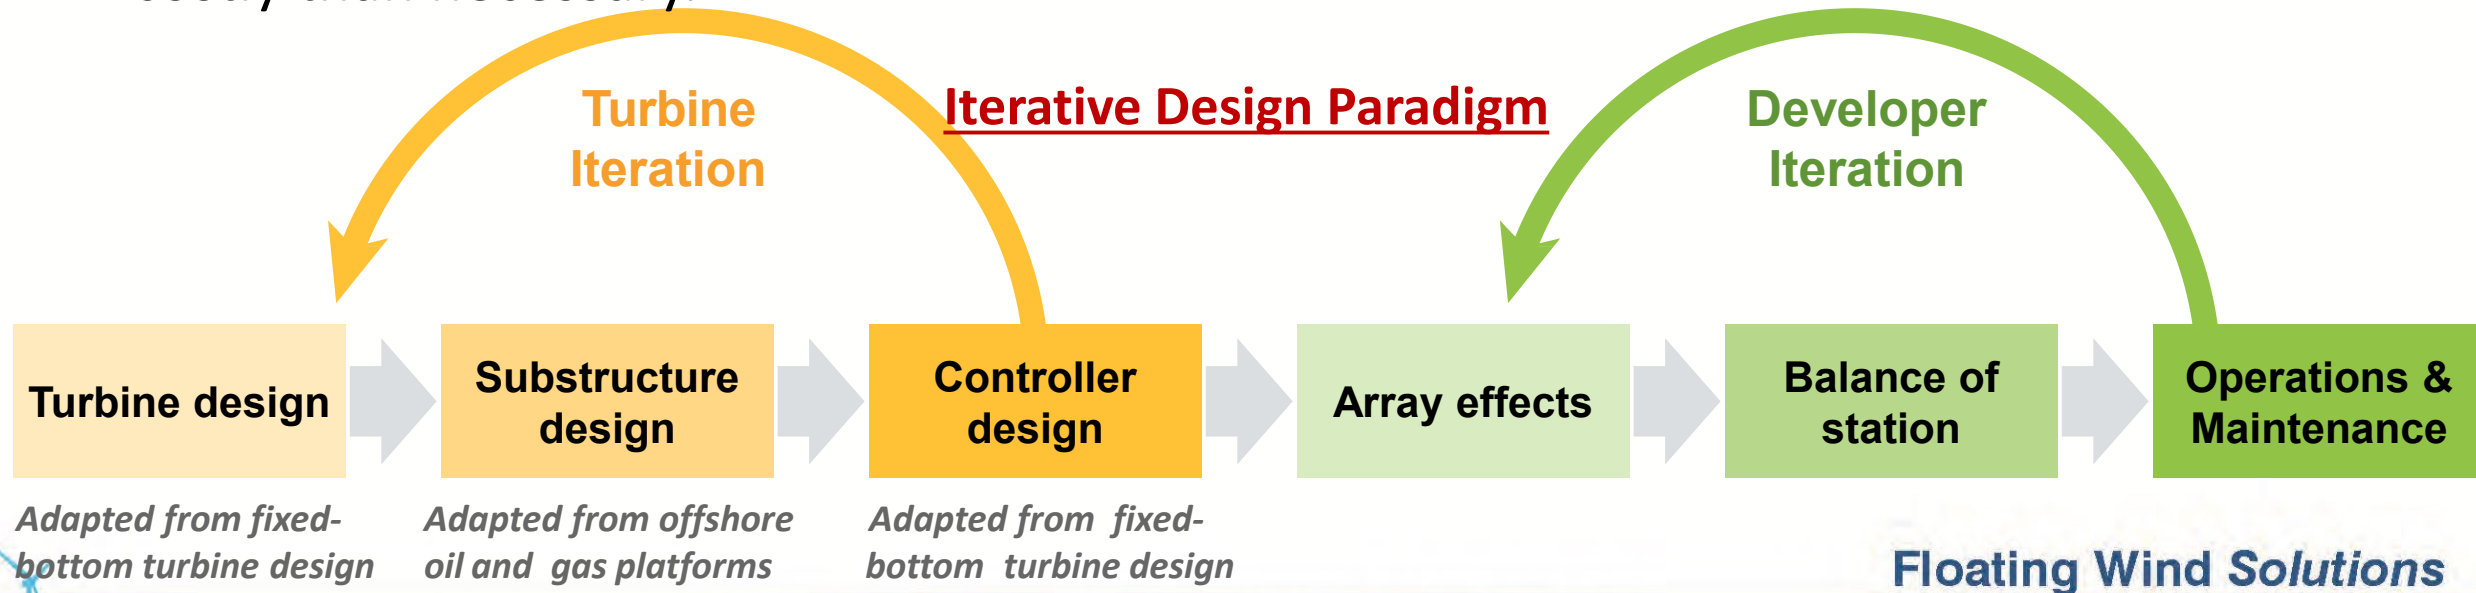 Turbine
Iteration
Iterative Design Paradigm
Developer
Iteration
Turbine design
Substructure
design
Controller
design
Array effects
Balance of
station
Operations &
Maintenance
Adapted from fixed-
bottom turbine design
Adapted from offshore
oil and gas platforms
Adapted from fixed-
bottom turbine design
Floating Wind Solutions